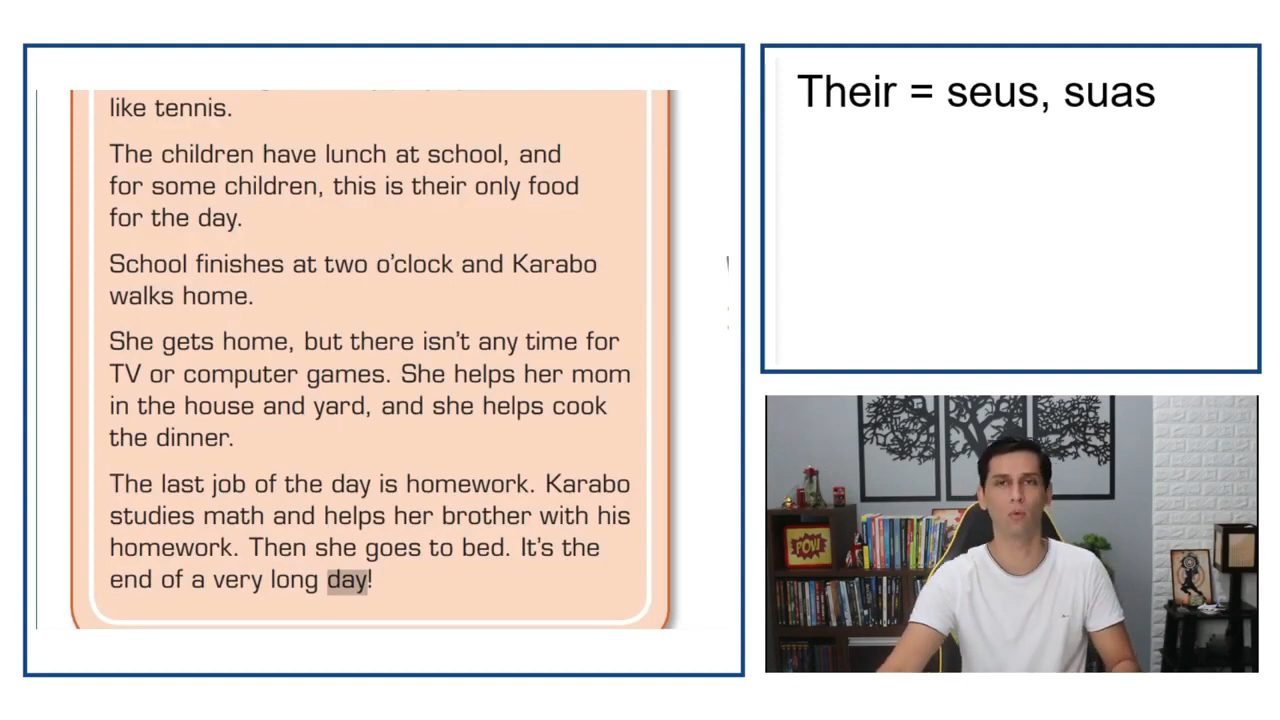 like tennis.
The children have lunch at school, and
for some children, this is their only food
for the day.
School finishes at two o'clock and Karabo
walks home.
She gets home, but there isn't any time for
TV or computer games. She helps her mom
in the house and yard, and she helps cook
the dinner.
The last job of the day is homework. Karabo
studies math and helps her brother with his
homework. Then she goes to bed. It's the
end of a very long day!
Their = seus, suas
POW!